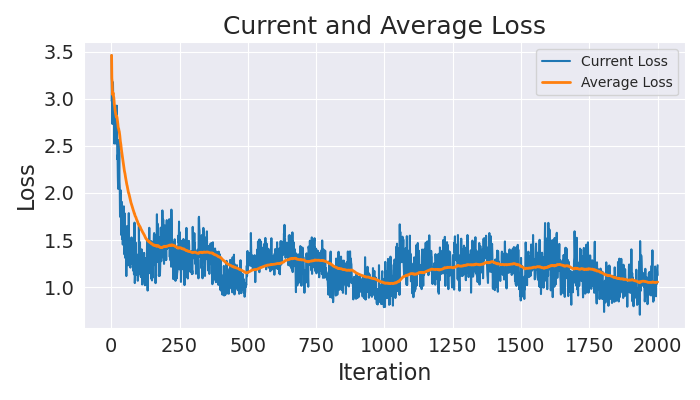 Current and Average Loss
3.5
3.0
2.5
2.0
1.5
1.0
Loss
Current Loss
Average Loss
0 250 500 750 1000 1250 1500 1750 2000
Iteration